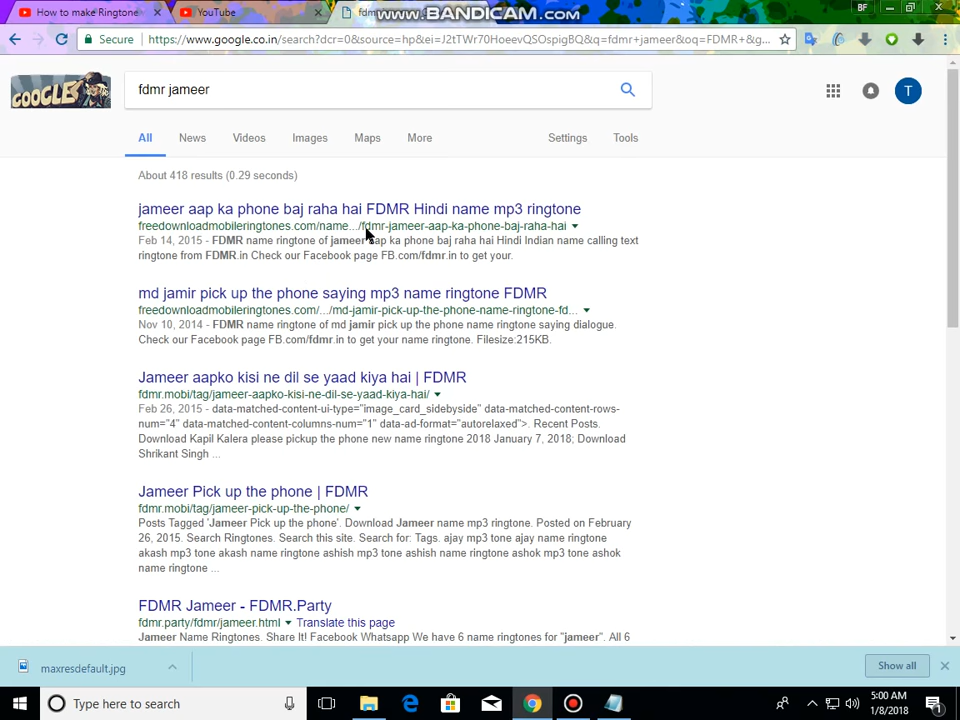 How to make Ringtone
YouTube
fdm
www.BANDICAM.com
BF
Secure
https://www.google.co.in/search?dcr=0&source=hp&ei=J2tTWr70HoeevQSOspigBQ&q=fdmr+jameer&oq=FDMR+&g...
GOOGLE
fdmr jameer
T
All
News
Videos
Images
Maps
More
Settings
Tools
About 418 results (0.29 seconds)
jameer aap ka phone baj raha hai FDMR Hindi name mp3 ringtone
freedownloadmobileringtones.com/name.../fdmr-jameer-aap-ka-phone-baj-raha-hai
Feb 14, 2015 - FDMR name ringtone of jameer aap ka phone baj raha hai Hindi Indian name calling text
ringtone from FDMR.in Check our Facebook page FB.com/fdmr.in to get your.
md jamir pick up the phone saying mp3 name ringtone FDMR
freedownloadmobileringtones.com/.../md-jamir-pick-up-the-phone-name-ringtone-fd...
Nov 10, 2014 - FDMR name ringtone of md jamir pick up the phone name ringtone saying dialogue.
Check our Facebook page FB.com/fdmr.in to get your name ringtone. Filesize:215KB.
Jameer aapko kisi ne dil se yaad kiya hai | FDMR
fdmr.mobi/tag/jameer-aapko-kisi-ne-dil-se-yaad-kiya-hai/
Feb 26, 2015 - data-matched-content-ui-type="image_card_sidebyside" data-matched-content-rows-
num="4" data-matched-content-columns-num="1" data-ad-format="autorelaxed">. Recent Posts.
Download Kapil Kalera please pickup the phone new name ringtone 2018 January 7, 2018; Download
Shrikant Singh ...
Jameer Pick up the phone | FDMR
fdmr.mobi/tag/jameer-pick-up-the-phone/
Posts Tagged 'Jameer Pick up the phone'. Download Jameer name mp3 ringtone. Posted on February
26, 2015. Search Ringtones. Search this site. Search for: Tags. ajay mp3 tone ajay name ringtone
akash mp3 tone akash name ringtone ashish mp3 tone ashish name ringtone ashok mp3 tone ashok
name ringtone ...
FDMR Jameer - FDMR.Party
fdmr.party/fdmr/jameer.html
Translate this page
Jameer Name Ringtones. Share It! Facebook Whatsapp We have 6 name ringtones for "jameer". All 6
maxresdefault.jpg
Show all
Type here to search
5:00 AM
1/8/2018
1